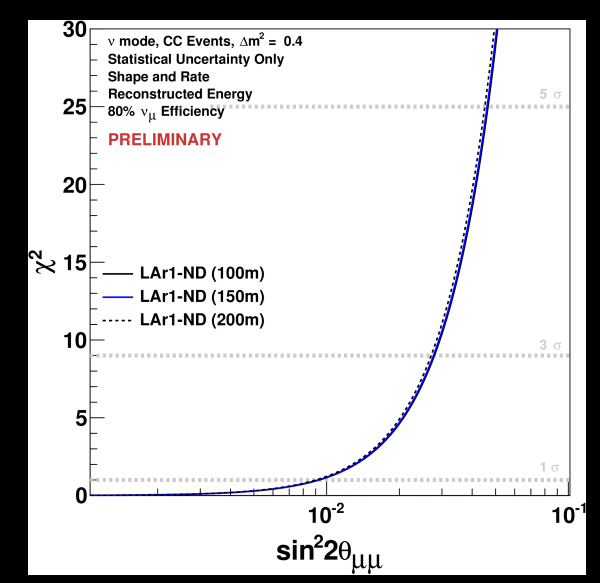 30
25
20
15
10
5
0
χ²
ν mode, CC Events, Δm² = 0.4
Statistical Uncertainty Only
Shape and Rate
Reconstructed Energy
80% νμ Efficiency
PRELIMINARY
5 σ
LAr1-ND (100m)
LAr1-ND (150m)
LAr1-ND (200m)
3 σ
1 σ
10⁻²
10⁻¹
sin²2θμμ